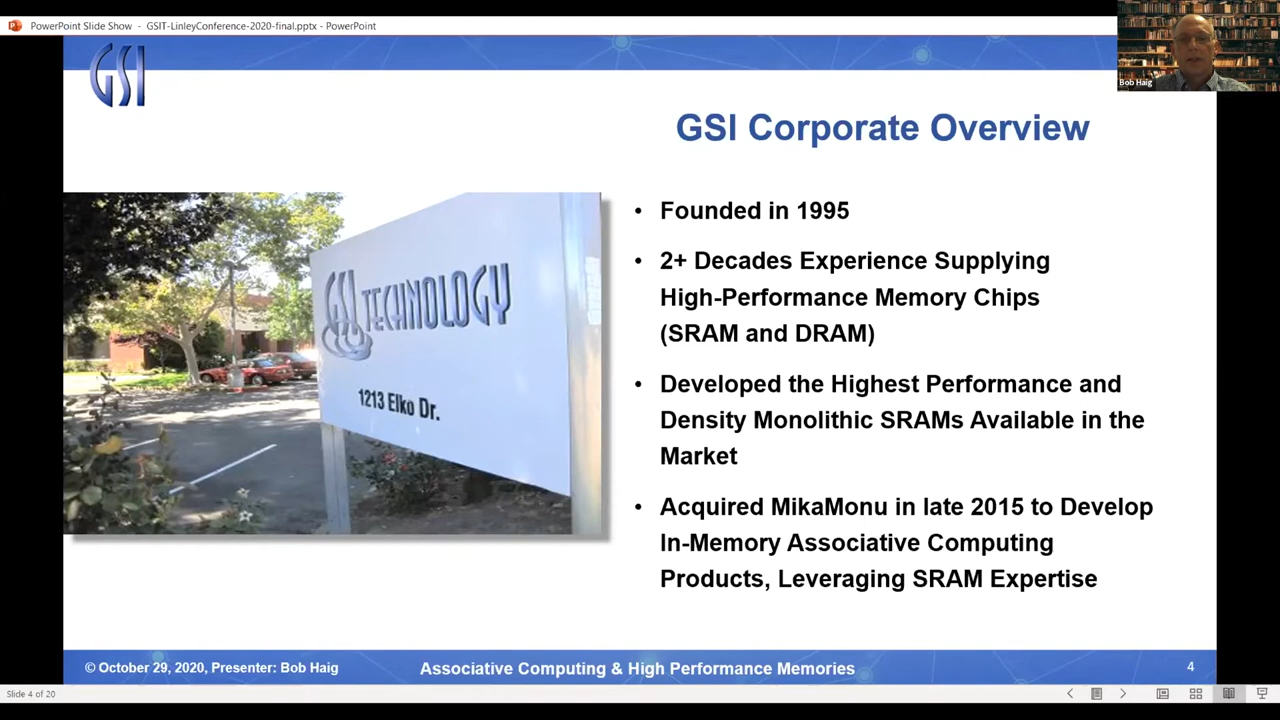 PowerPoint Slide Show - GSIT-LinleyConference-2020-final.pptx - PowerPoint
Bob Haig
GSI
GSI Corporate Overview
GSI TECHNOLOGY
1213 Elko Dr.
• Founded in 1995
• 2+ Decades Experience Supplying
High-Performance Memory Chips
(SRAM and DRAM)
• Developed the Highest Performance and
Density Monolithic SRAMs Available in the
Market
• Acquired MikaMonu in late 2015 to Develop
In-Memory Associative Computing
Products, Leveraging SRAM Expertise
© October 29, 2020, Presenter: Bob Haig
Associative Computing & High Performance Memories
4
Slide 4 of 20